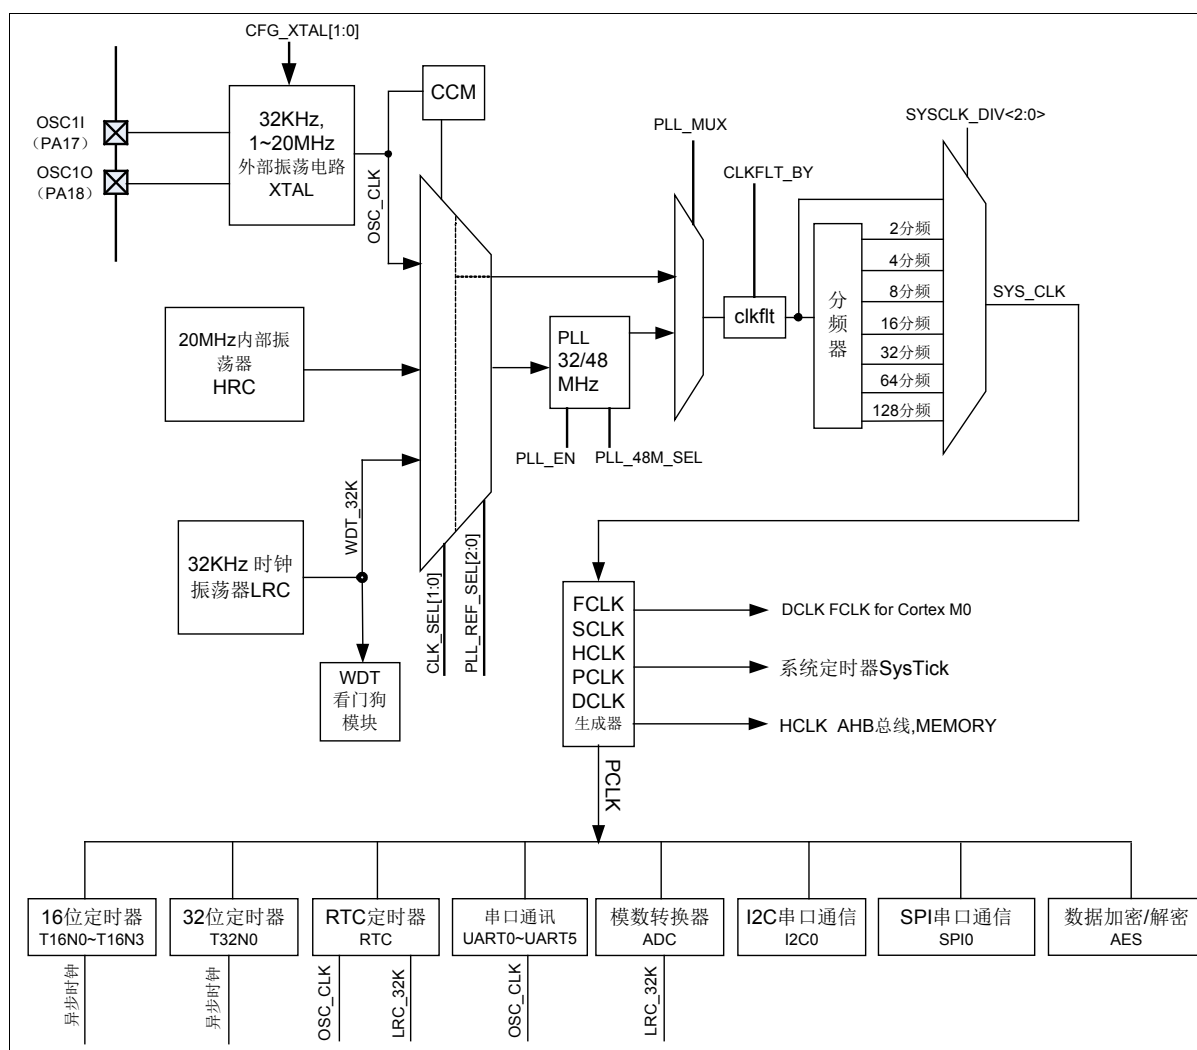 CFG_XTAL[1:0]
OSC1I
（PA17）
OSC1O
（PA18）
32KHz,
1~20MHz
外部振荡电路
XTAL
CCM
OSC_CLK
PLL_MUX
CLKFLT_BY
SYSCLK_DIV<2:0>
20MHz内部振
荡器
HRC
PLL
32/48
MHz
PLL_EN
PLL_48M_SEL
clkflt
分
频
器
2分频
4分频
8分频
16分频
32分频
64分频
128分频
SYS_CLK
32KHz 时钟
振荡器LRC
WDT_32K
WDT
看门狗
模块
CLK_SEL[1:0]
PLL_REF_SEL[2:0]
FCLK
SCLK
HCLK
PCLK
DCLK
生成器
DCLK FCLK for Cortex M0
系统定时器SysTick
HCLK AHB总线,MEMORY
PCLK
16位定时器
T16N0~T16N3
32位定时器
T32N0
RTC定时器
RTC
串口通讯
UART0~UART5
模数转换器
ADC
I2C串口通信
I2C0
SPI串口通信
SPI0
数据加密/解密
AES
异步时钟
异步时钟
OSC_CLK
LRC_32K
OSC_CLK
LRC_32K